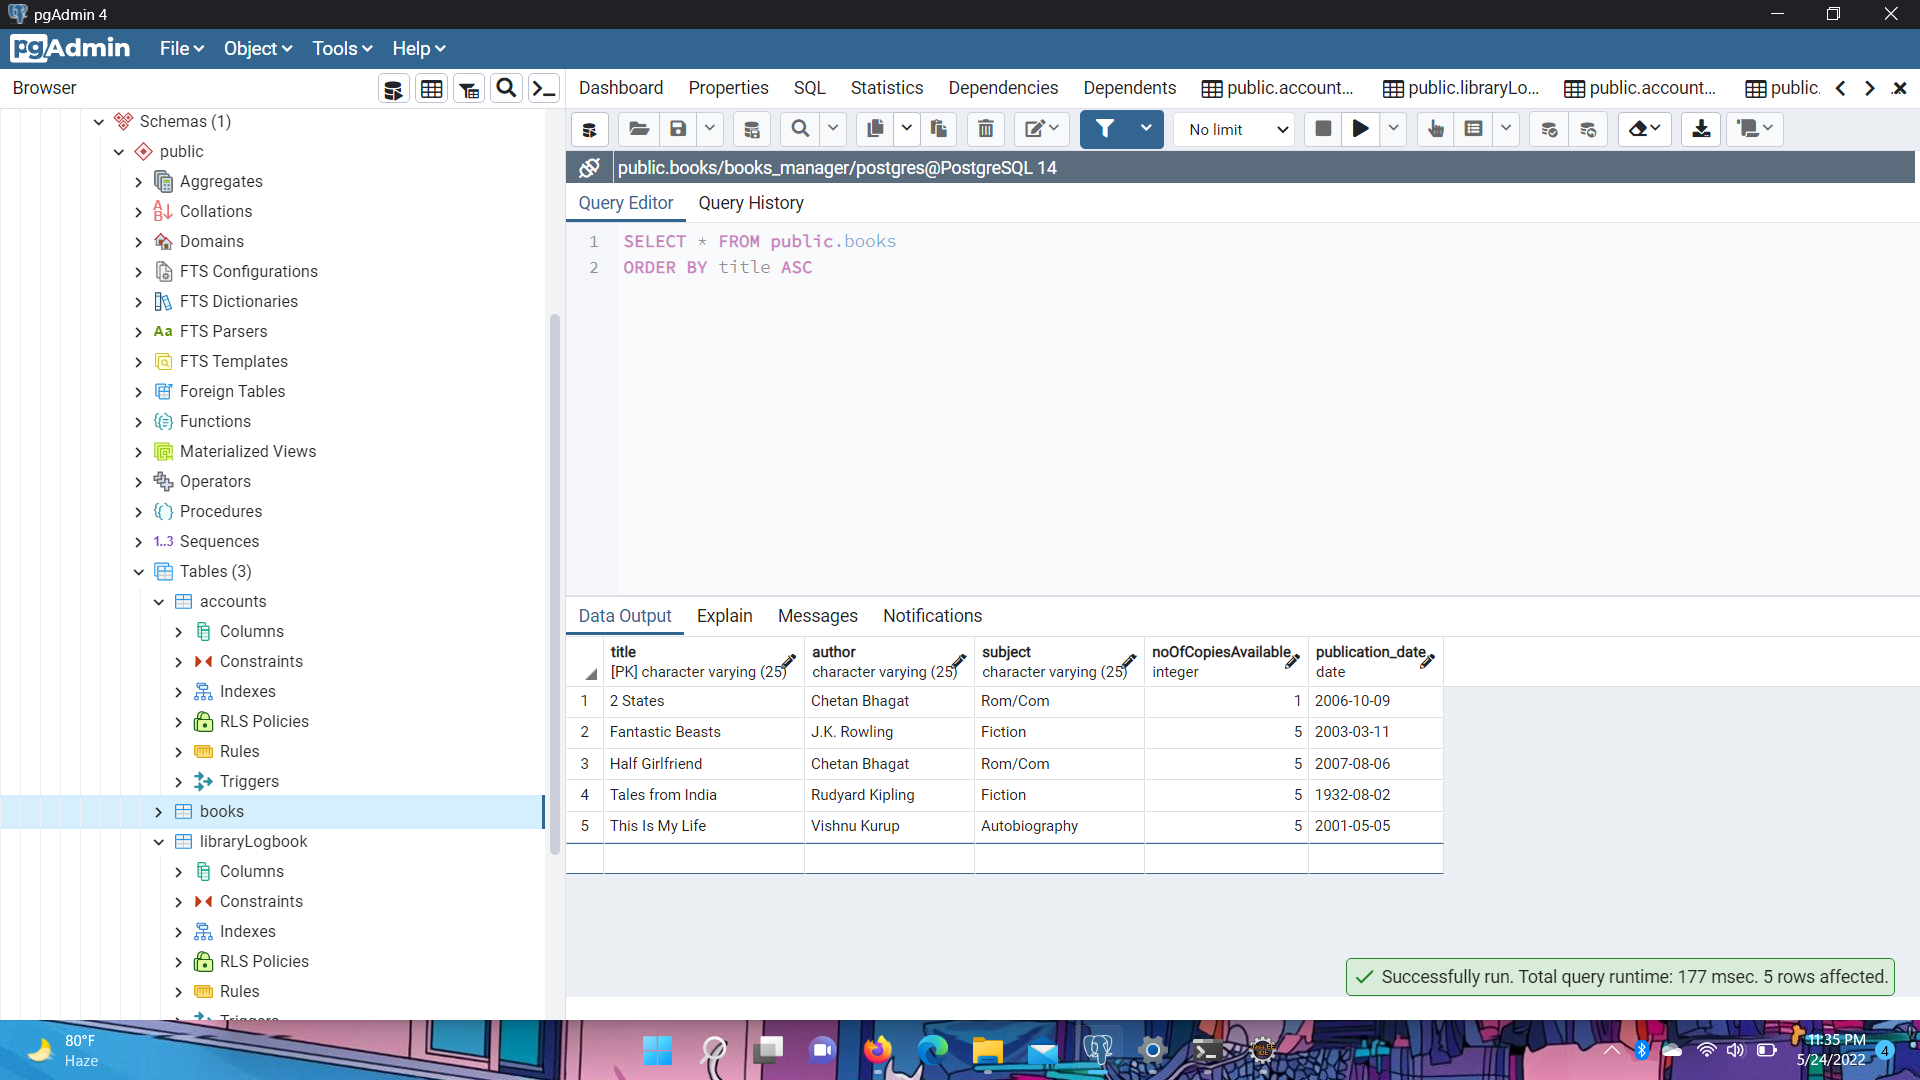 pgAdmin 4
pgAdmin File Object Tools Help
Browser
Dashboard Properties SQL Statistics Dependencies Dependents public.account... public.libraryLo... public.account... public.
No limit
public.books/books_manager/postgres@PostgreSQL 14
Query Editor Query History
1 SELECT * FROM public.books
2 ORDER BY title ASC
Schemas (1)
public
Aggregates
Collations
Domains
FTS Configurations
FTS Dictionaries
Aa FTS Parsers
FTS Templates
Foreign Tables
Functions
Materialized Views
Operators
Procedures
1..3 Sequences
Tables (3)
accounts
Columns
Constraints
Indexes
RLS Policies
Rules
Triggers
books
libraryLogbook
Columns
Constraints
Indexes
RLS Policies
Rules
Triggers
Data Output Explain Messages Notifications
title author subject noOfCopiesAvailable publication_date
[PK] character varying (25) character varying (25) character varying (25) integer date
1 2 States Chetan Bhagat Rom/Com 1 2006-10-09
2 Fantastic Beasts J.K. Rowling Fiction 5 2003-03-11
3 Half Girlfriend Chetan Bhagat Rom/Com 5 2007-08-06
4 Tales from India Rudyard Kipling Fiction 5 1932-08-02
5 This Is My Life Vishnu Kurup Autobiography 5 2001-05-05
Successfully run. Total query runtime: 177 msec. 5 rows affected.
80°F
Haze
11:35 PM
5/24/2022
4